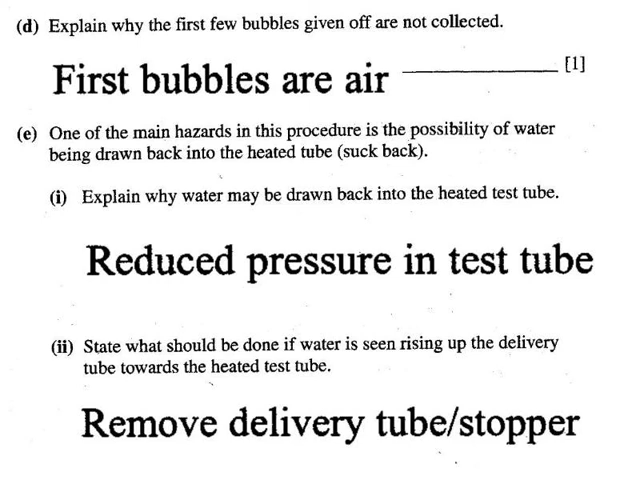 (d) Explain why the first few bubbles given off are not collected.
First bubbles are air ____________ [1]
(e) One of the main hazards in this procedure is the possibility of water
being drawn back into the heated tube (suck back).
(i) Explain why water may be drawn back into the heated test tube.
Reduced pressure in test tube
(ii) State what should be done if water is seen rising up the delivery
tube towards the heated test tube.
Remove delivery tube/stopper